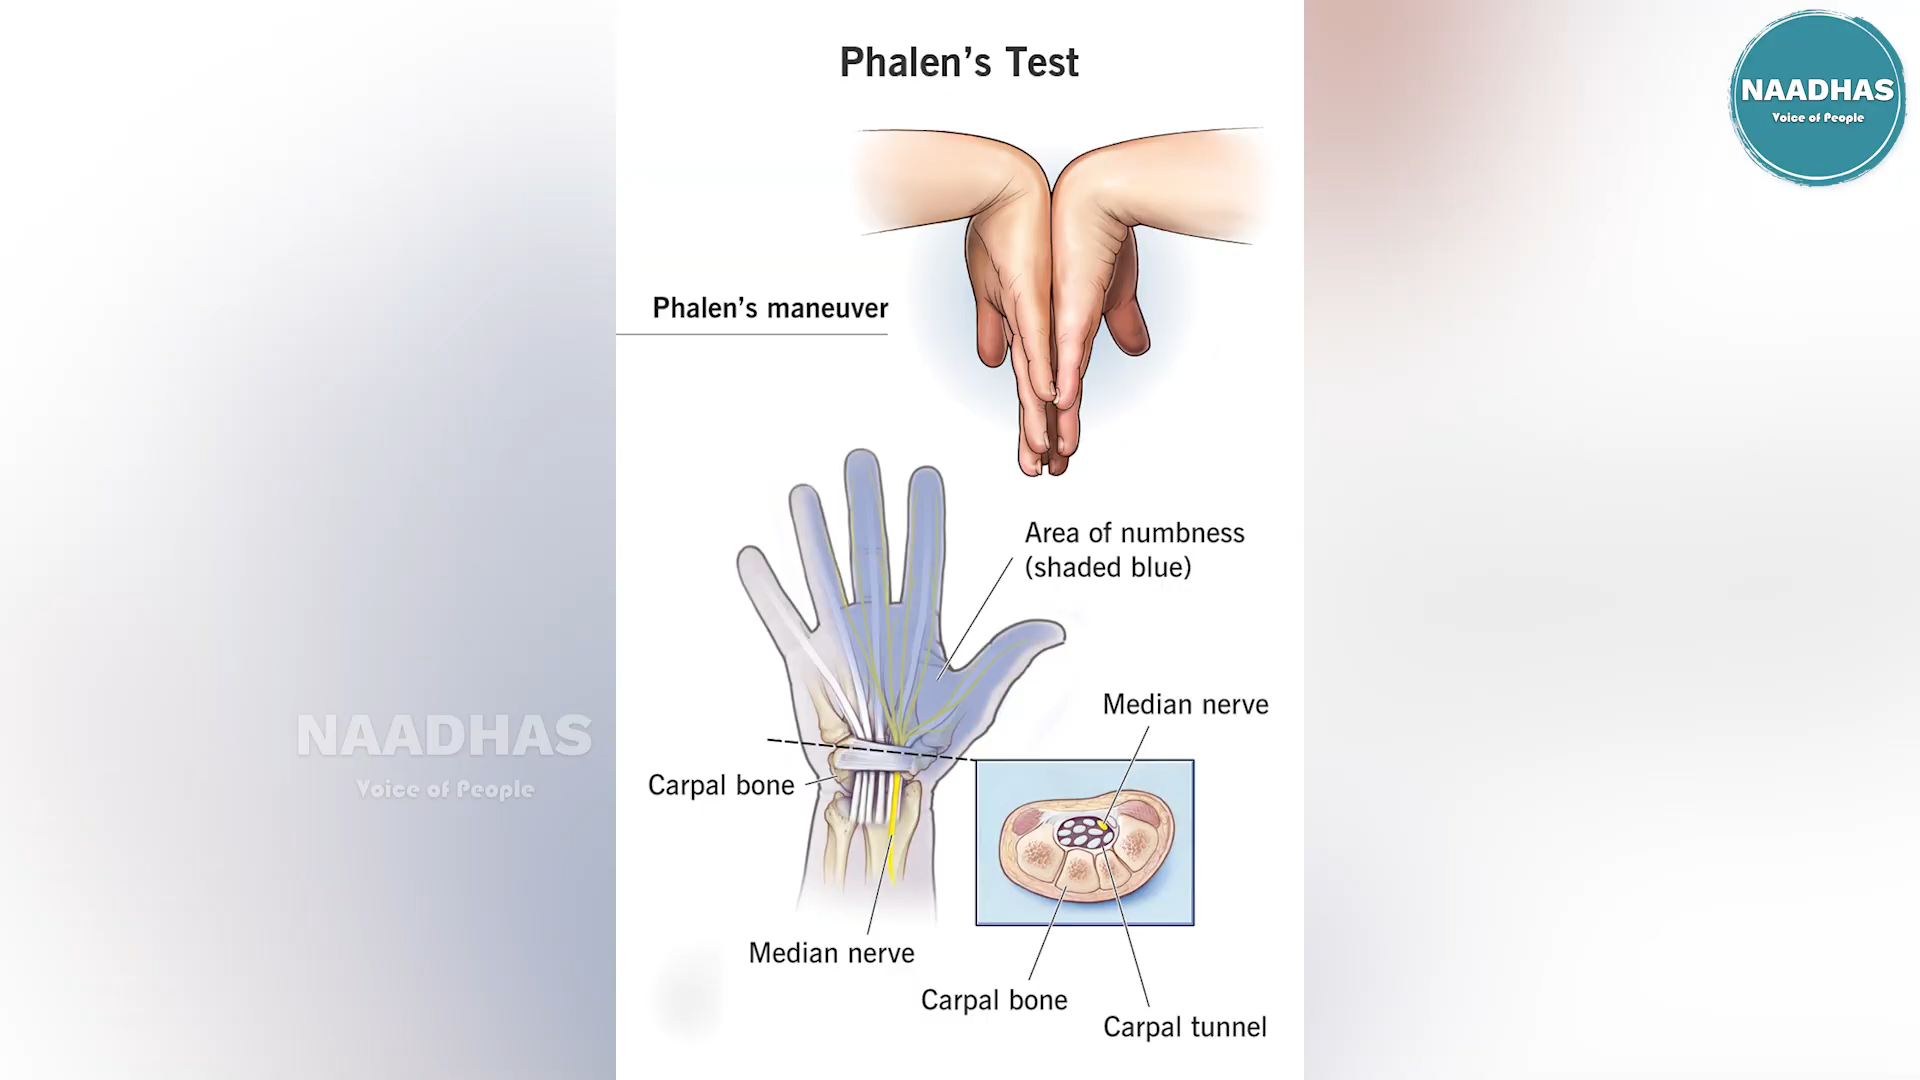 Phalen’s Test
NAADHAS
Voice of People
Phalen’s maneuver
Area of numbness
(shaded blue)
Median nerve
NAADHAS
Voice of People
Carpal bone
Median nerve
Carpal bone
Carpal tunnel